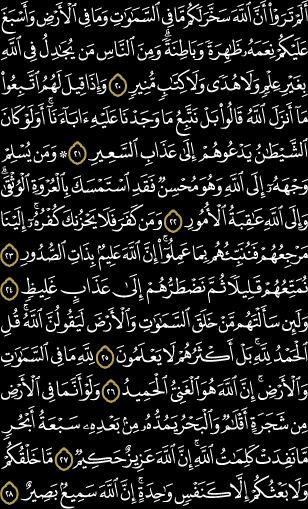 أَلَمْ تَرَوْا۟ أَنَّ ٱللَّهَ سَخَّرَ لَكُم مَّا فِى ٱلسَّمَٰوَٰتِ وَمَا فِى ٱلْأَرْضِ وَأَسْبَغَ
عَلَيْكُمْ نِعَمَهُۥ ظَٰهِرَةً وَبَاطِنَةً ۗ وَمِنَ ٱلنَّاسِ مَن يُجَٰدِلُ فِى ٱللَّهِ
بِغَيْرِ عِلْمٍ وَلَا هُدًى وَلَا كِتَٰبٍ مُّنِيرٍ ٢٠ وَإِذَا قِيلَ لَهُمُ ٱتَّبِعُوا۟
مَآ أَنزَلَ ٱللَّهُ قَالُوا۟ بَلْ نَتَّبِعُ مَا وَجَدْنَا عَلَيْهِ ءَابَآءَنَآ ۚ أَوَلَوْ كَانَ
ٱلشَّيْطَٰنُ يَدْعُوهُمْ إِلَىٰ عَذَابِ ٱلسَّعِيرِ ٢١ ۞ وَمَن يُسْلِمْ
وَجْهَهُۥٓ إِلَى ٱللَّهِ وَهُوَ مُحْسِنٌ فَقَدِ ٱسْتَمْسَكَ بِٱلْعُرْوَةِ ٱلْوُثْقَىٰ ۗ
وَإِلَى ٱللَّهِ عَٰقِبَةُ ٱلْأُمُورِ ٢٢ وَمَن كَفَرَ فَلَا يَحْزُنكَ كُفْرُهُۥٓ ۚ إِلَيْنَا
مَرْجِعُهُمْ فَنُنَبِّئُهُم بِمَا عَمِلُوٓا۟ ۚ إِنَّ ٱللَّهَ عَلِيمٌۢ بِذَاتِ ٱلصُّدُورِ ٢٣
نُمَتِّعُهُمْ قَلِيلًا ثُمَّ نَضْطَرُّهُمْ إِلَىٰ عَذَابٍ غَلِيظٍ ٢٤
وَلَئِن سَأَلْتَهُم مَّنْ خَلَقَ ٱلسَّمَٰوَٰتِ وَٱلْأَرْضَ لَيَقُولُنَّ ٱللَّهُ ۚ قُلِ
ٱلْحَمْدُ لِلَّهِ ۚ بَلْ أَكْثَرُهُمْ لَا يَعْلَمُونَ ٢٥ لِلَّهِ مَا فِى ٱلسَّمَٰوَٰتِ
وَٱلْأَرْضِ ۚ إِنَّ ٱللَّهَ هُوَ ٱلْغَنِىُّ ٱلْحَمِيدُ ٢٦ وَلَوْ أَنَّمَا فِى ٱلْأَرْضِ
مِن شَجَرَةٍ أَقْلَٰمٌ وَٱلْبَحْرُ يَمُدُّهُۥ مِنۢ بَعْدِهِۦ سَبْعَةُ أَبْحُرٍ
مَّا نَفِدَتْ كَلِمَٰتُ ٱللَّهِ ۗ إِنَّ ٱللَّهَ عَزِيزٌ حَكِيمٌ ٢٧ مَّا خَلْقُكُمْ
وَلَا بَعْثُكُمْ إِلَّا كَنَفْسٍ وَٰحِدَةٍ ۗ إِنَّ ٱللَّهَ سَمِيعٌۢ بَصِيرٌ ٢٨